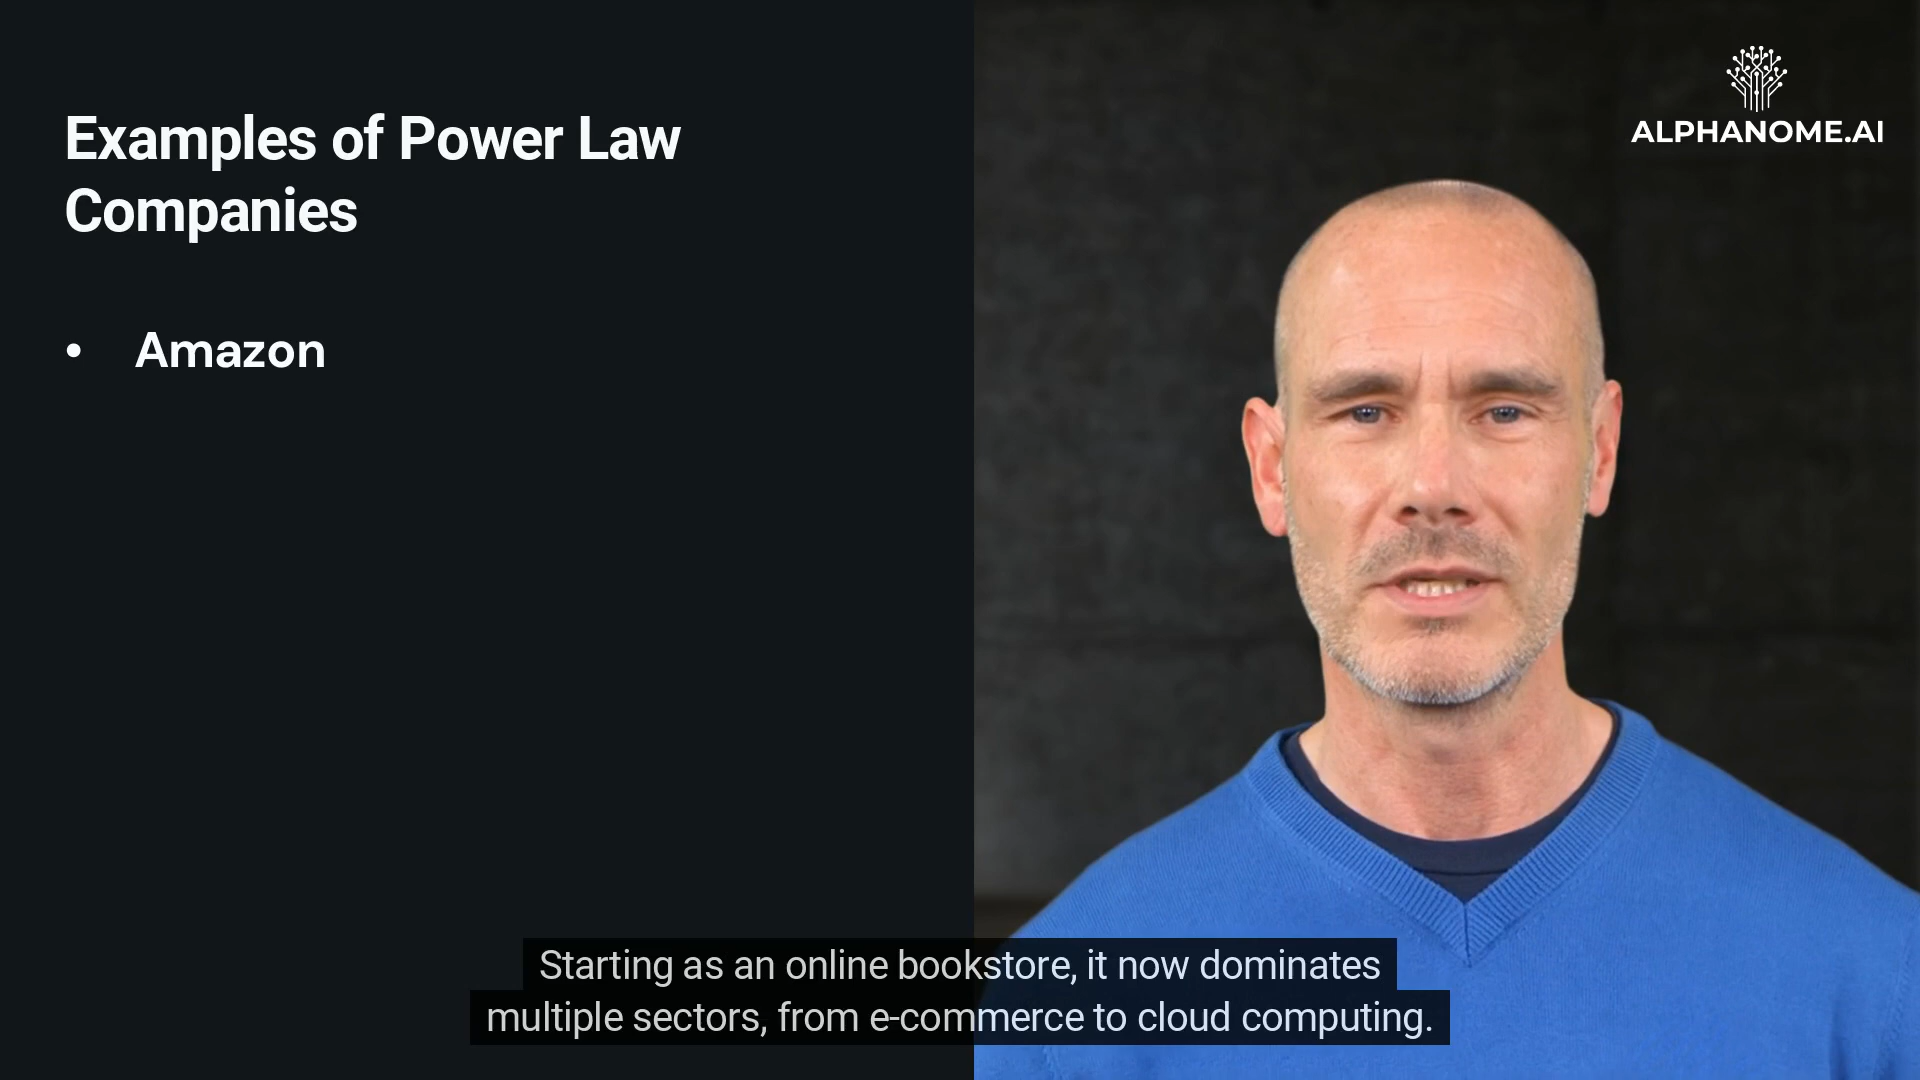 Examples of Power Law
Companies
• Amazon
ALPHANOME.AI
Starting as an online bookstore, it now dominates
multiple sectors, from e-commerce to cloud computing.